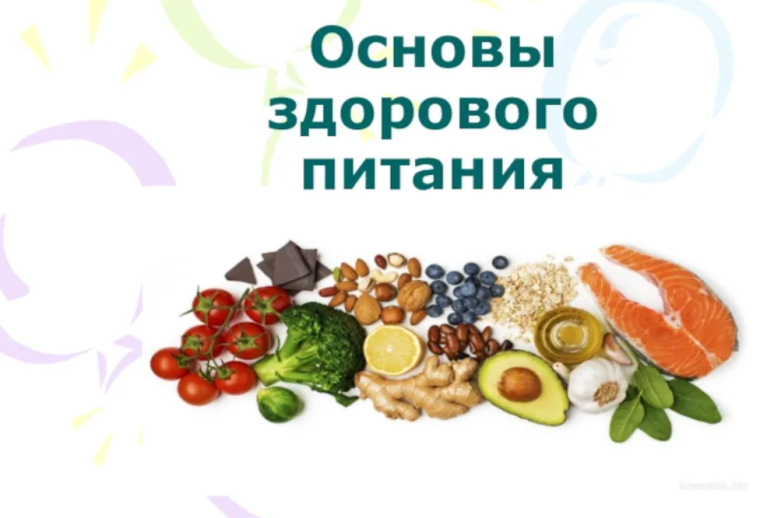 Основы
здорового
питания